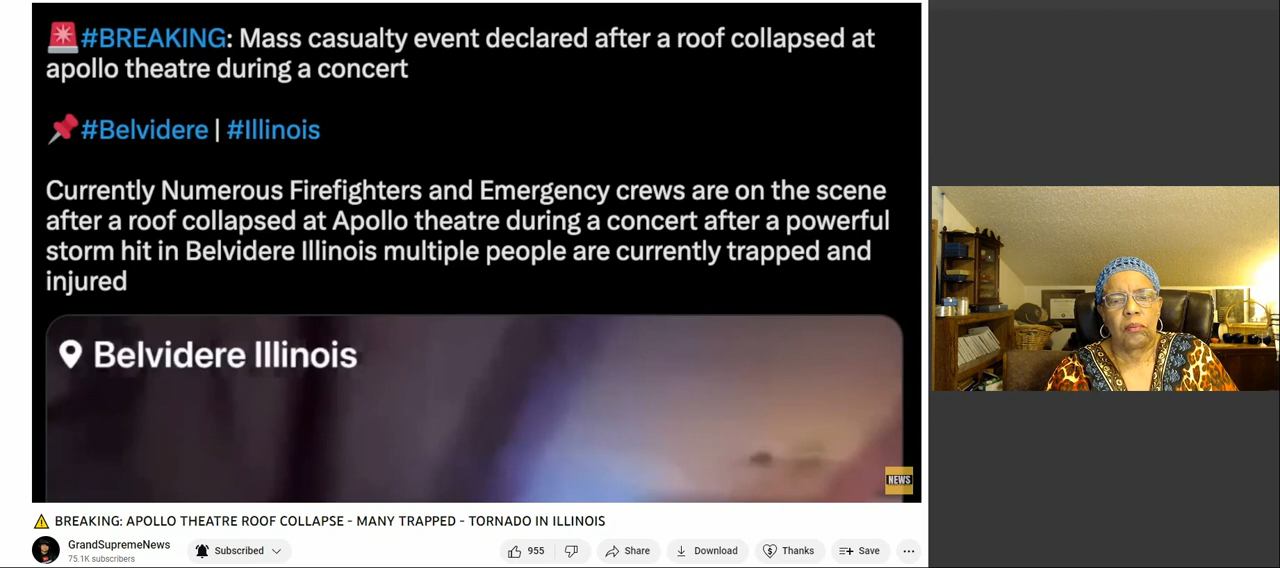 #BREAKING: Mass casualty event declared after a roof collapsed at
apollo theatre during a concert
#Belvidere | #Illinois
Currently Numerous Firefighters and Emergency crews are on the scene
after a roof collapsed at Apollo theatre during a concert after a powerful
storm hit in Belvidere Illinois multiple people are currently trapped and
injured
Belvidere Illinois
NEWS
BREAKING: APOLLO THEATRE ROOF COLLAPSE - MANY TRAPPED - TORNADO IN ILLINOIS
GrandSupremeNews
75.1K subscribers
Subscribed
955
Share
Download
Thanks
Save